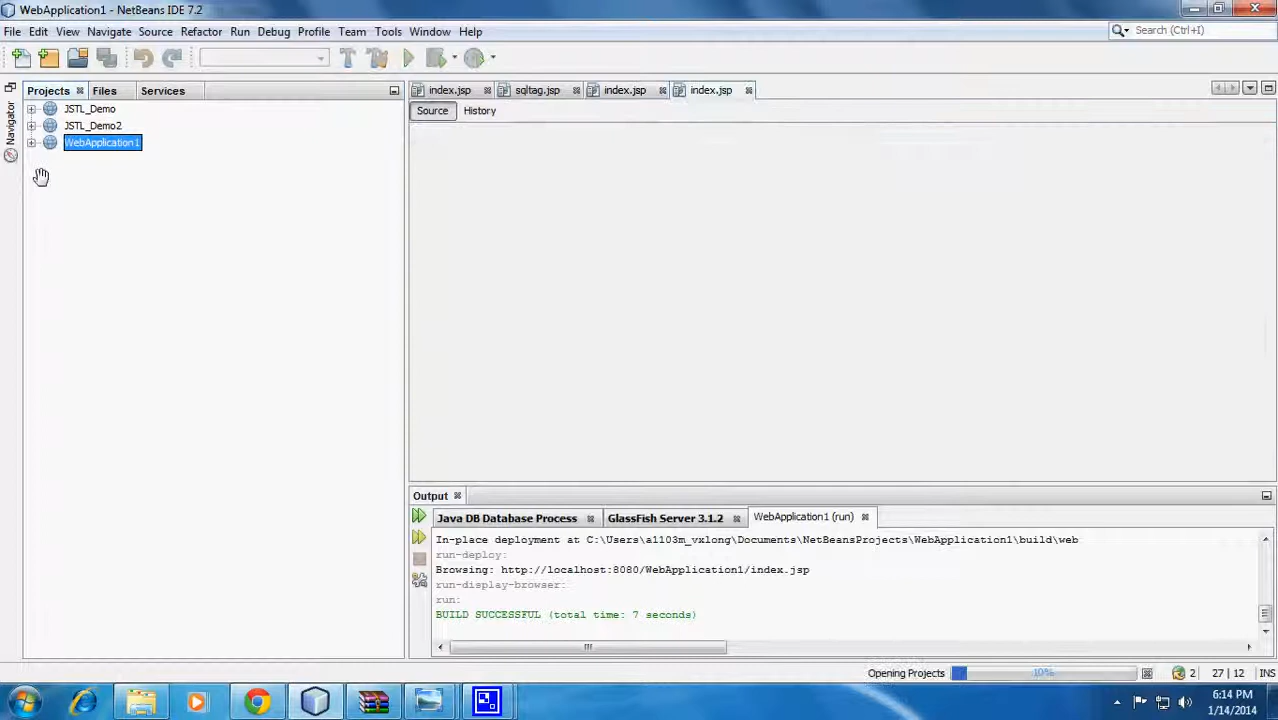 WebApplication1 - NetBeans IDE 7.2
File Edit View Navigate Source Refactor Run Debug Profile Team Tools Window Help
Search (Ctrl+I)
Projects Files Services
index.jsp sqltag.jsp index.jsp index.jsp
Navigator
JSTL_Demo
JSTL_Demo2
WebApplication1
Source History
Output
Java DB Database Process GlassFish Server 3.1.2 WebApplication1 (run)
In-place deployment at C:\Users\a1103m_vxlong\Documents\NetBeansProjects\WebApplication1\build\web
run-deploy:
Browsing: http://localhost:8080/WebApplication1/index.jsp
run-display-browser:
run:
BUILD SUCCESSFUL (total time: 7 seconds)
Opening Projects 10% 2 27 | 12 INS
6:14 PM
1/14/2014